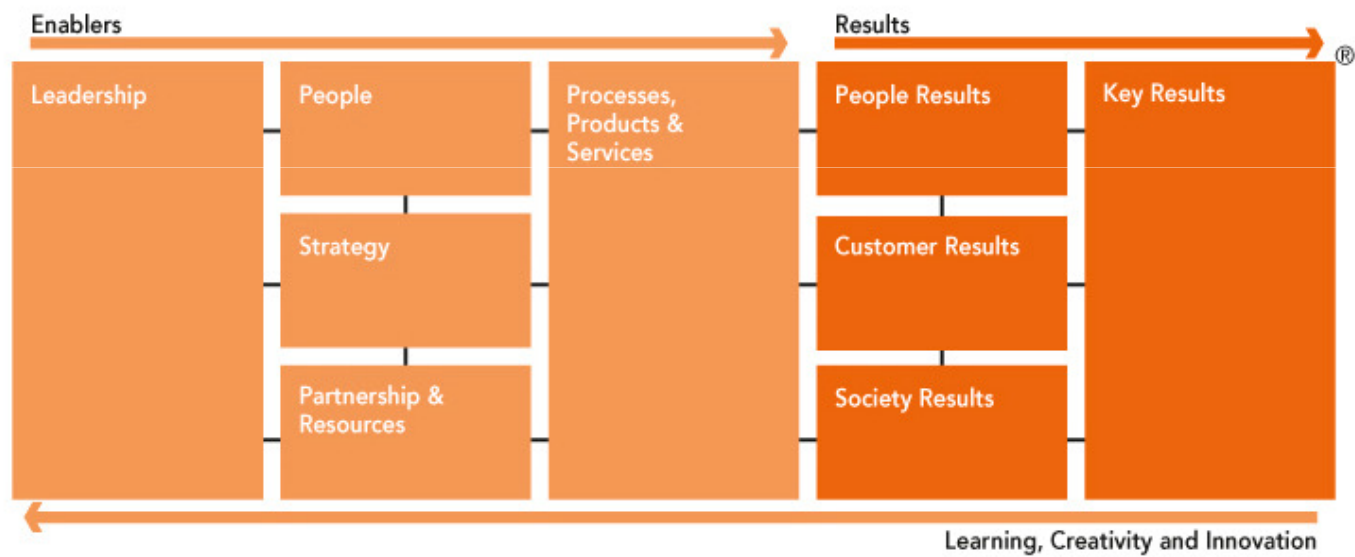 Enablers
Results
®
Leadership
People
Processes,
Products &
Services
People Results
Key Results
Strategy
Customer Results
Partnership &
Resources
Society Results
Learning, Creativity and Innovation